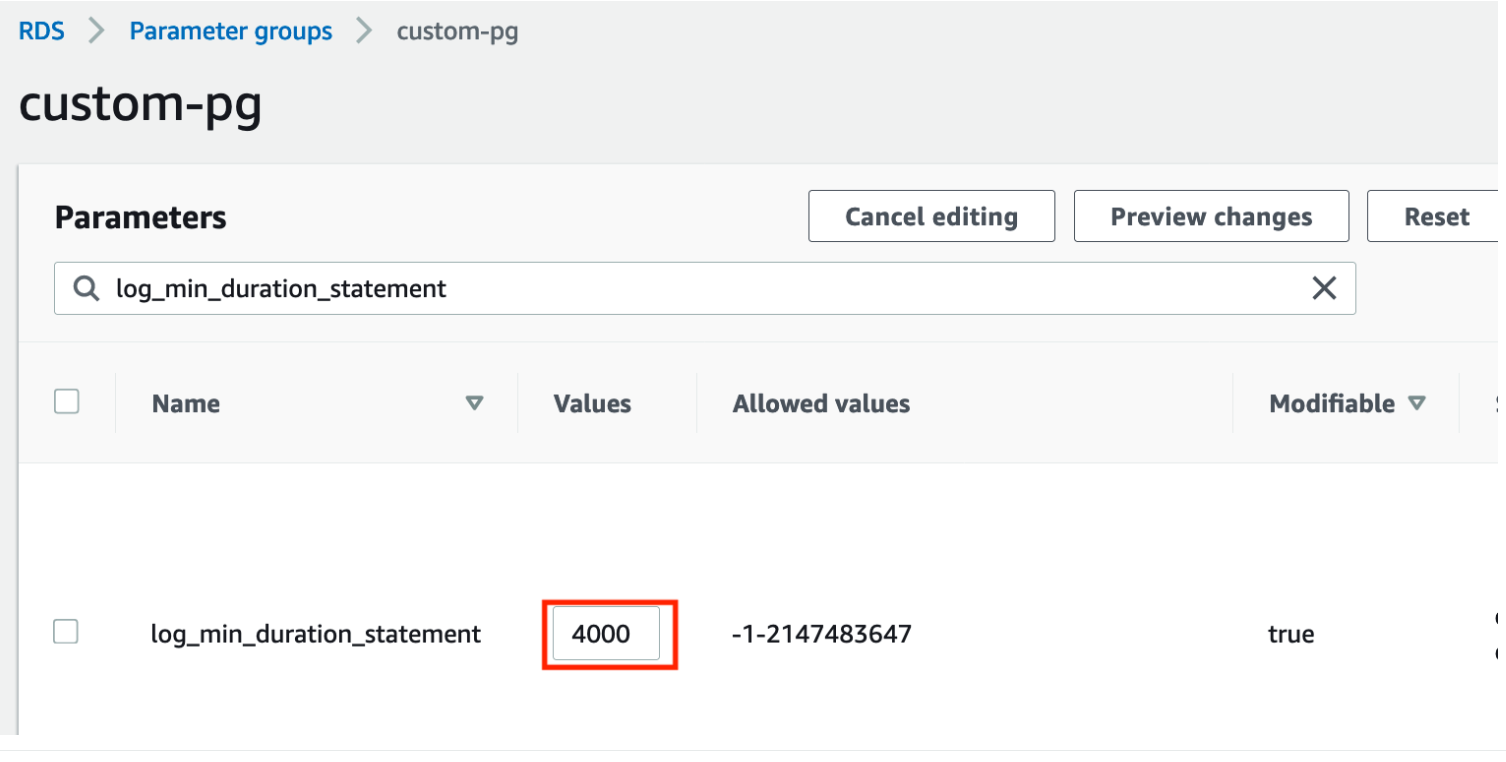 RDS > Parameter groups > custom-pg
custom-pg
Parameters
Cancel editing
Preview changes
Reset
log_min_duration_statement
Name
Values
Allowed values
Modifiable
log_min_duration_statement
4000
-1-2147483647
true